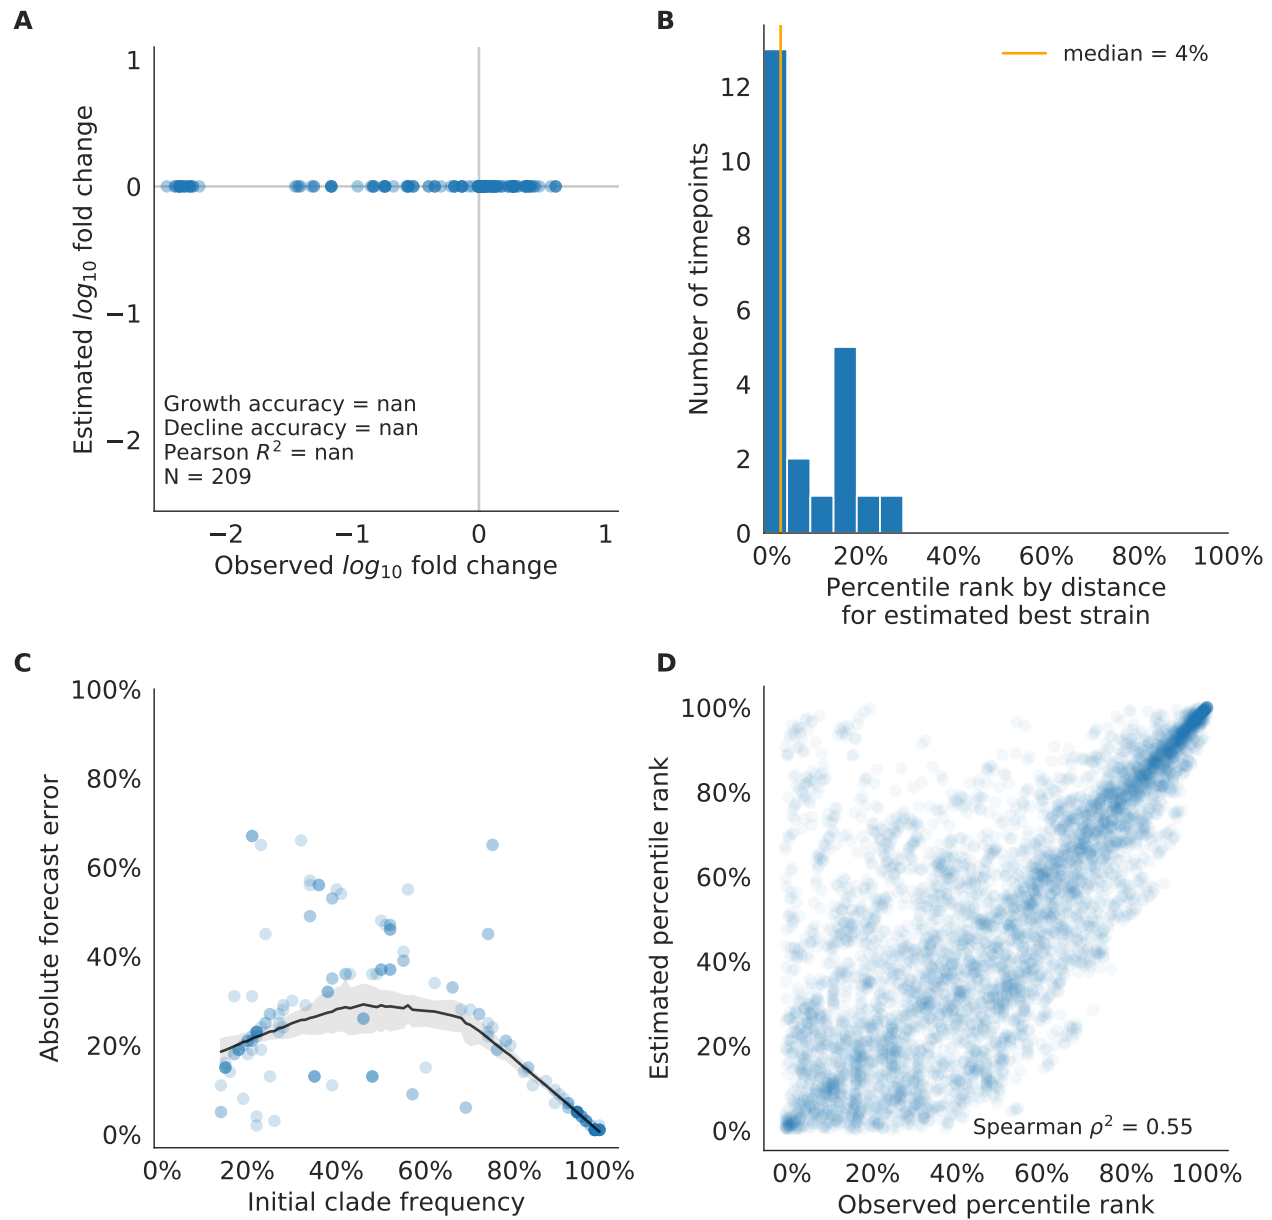 A
1
0
−1
−2
Estimated log10 fold change
Growth accuracy = nan
Decline accuracy = nan
Pearson R² = nan
N = 209
−2 −1 0 1
Observed log10 fold change
B
median = 4%
12
10
8
6
4
2
0
Number of timepoints
0% 20% 40% 60% 80% 100%
Percentile rank by distance
for estimated best strain
C
100%
80%
60%
40%
20%
0%
Absolute forecast error
0% 20% 40% 60% 80% 100%
Initial clade frequency
D
100%
80%
60%
40%
20%
0%
Estimated percentile rank
Spearman ρ² = 0.55
0% 20% 40% 60% 80% 100%
Observed percentile rank